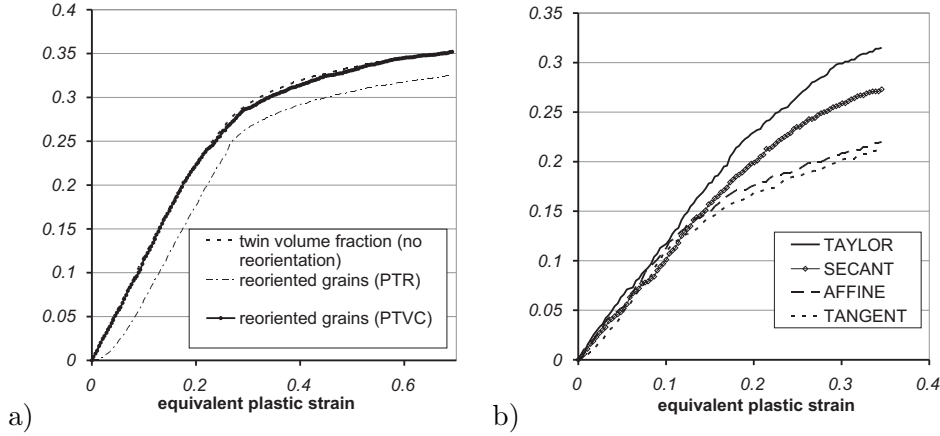 0.4
0.35
0.3
0.25
0.2
0.15
0.1
0.05
0
0
0.2
0.4
0.6
twin volume fraction (no
reorientation)
reoriented grains (PTR)
reoriented grains (PTVC)
equivalent plastic strain
a)
0.35
0.3
0.25
0.2
0.15
0.1
0.05
0
0
0.1
0.2
0.3
0.4
TAYLOR
SECANT
AFFINE
TANGENT
equivalent plastic strain
b)